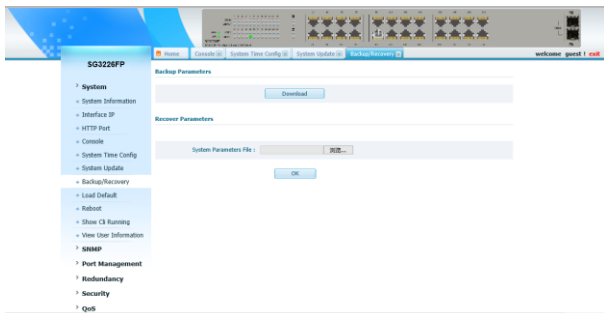 Home
Console
System Time Config
System Update
Backup/Recovery
welcome guest ! exit
SG3226FP
System
System Information
Interface IP
HTTP Port
Console
System Time Config
System Update
Backup/Recovery
Load Default
Reboot
Show Cli Running
View User Information
SNMP
Port Management
Redundancy
Security
QoS
Backup Parameters
Download
Recover Parameters
System Parameters File :
浏览...
OK